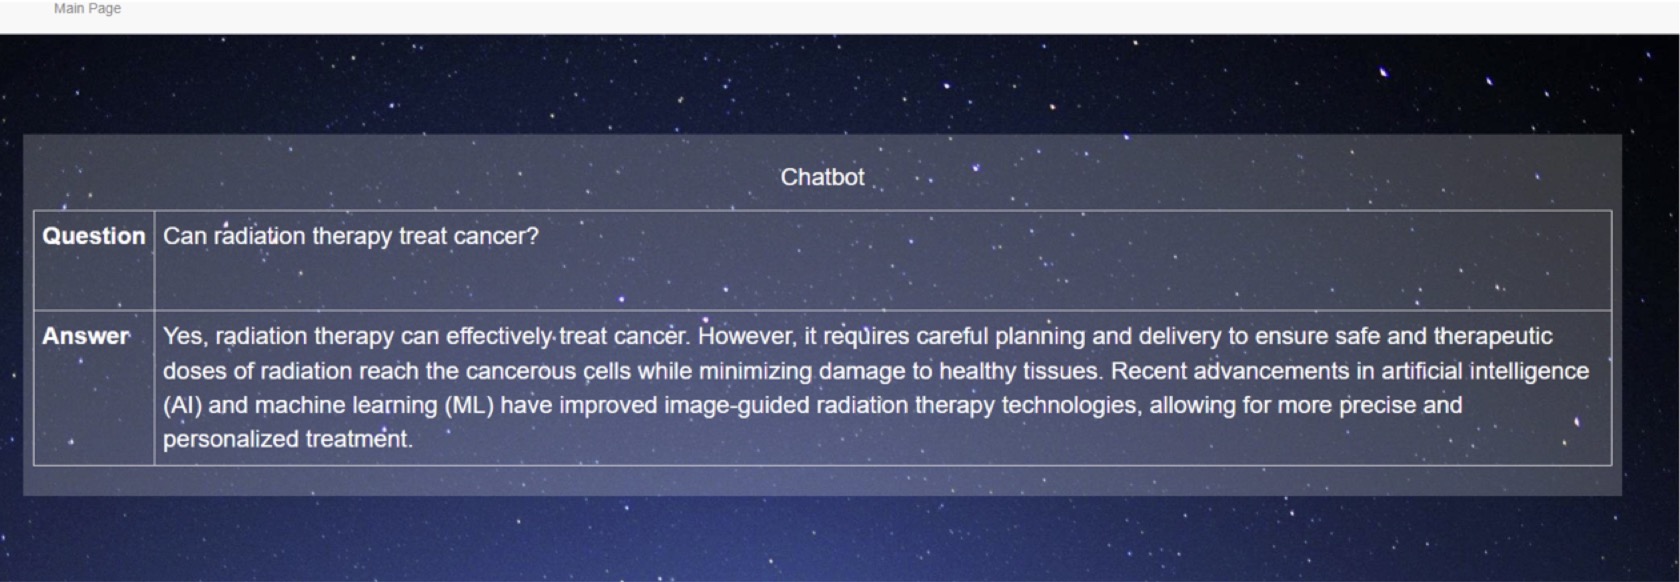 Main Page
Chatbot
Question Can radiation therapy treat cancer?
Answer Yes, radiation therapy can effectively treat cancer. However, it requires careful planning and delivery to ensure safe and therapeutic
doses of radiation reach the cancerous cells while minimizing damage to healthy tissues. Recent advancements in artificial intelligence
(AI) and machine learning (ML) have improved image-guided radiation therapy technologies, allowing for more precise and
personalized treatment.